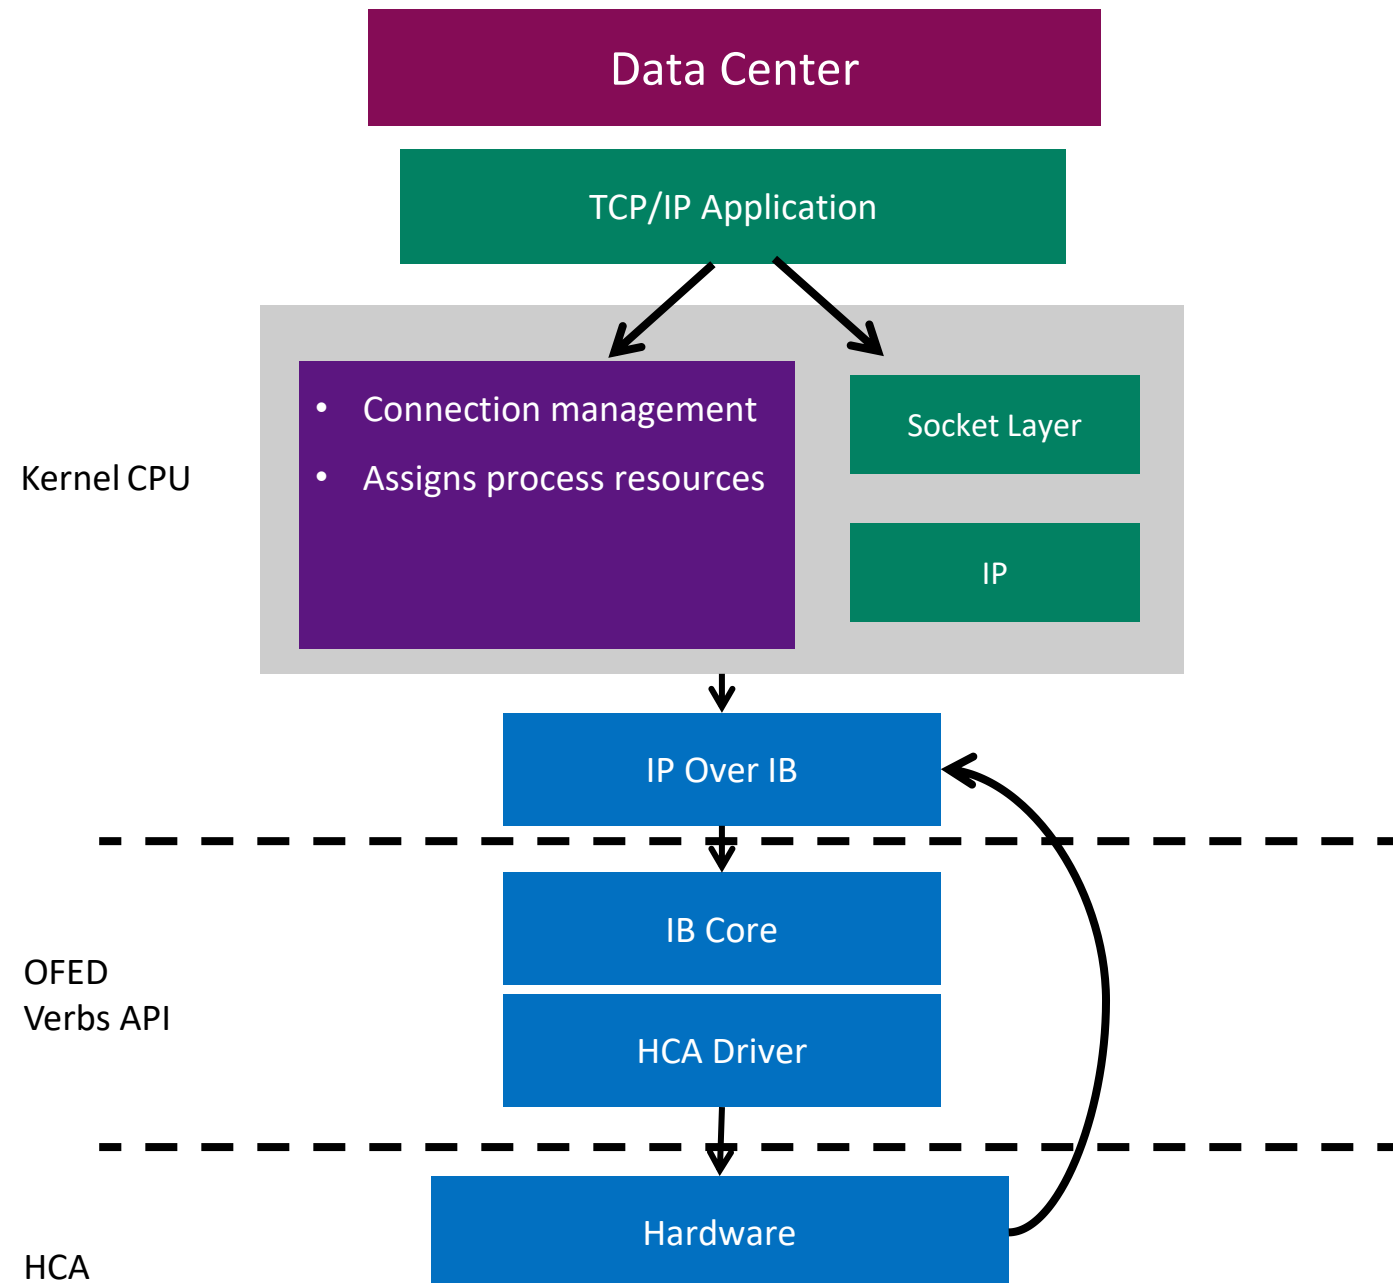 Data Center
TCP/IP Application
Kernel CPU
• Connection management
• Assigns process resources
Socket Layer
IP
IP Over IB
IB Core
OFED
Verbs API
HCA Driver
Hardware
HCA